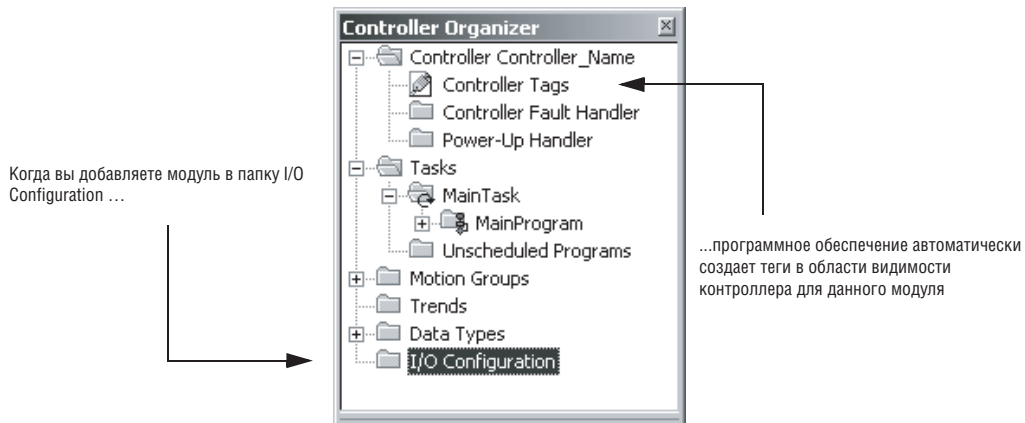 Controller Organizer
Controller Controller_Name
Controller Tags
Controller Fault Handler
Power-Up Handler
Tasks
MainTask
MainProgram
Unscheduled Programs
Motion Groups
Trends
Data Types
I/O Configuration
Когда вы добавляете модуль в папку I/O
Configuration …
...программное обеспечение автоматически
создает теги в области видимости
контроллера для данного модуля